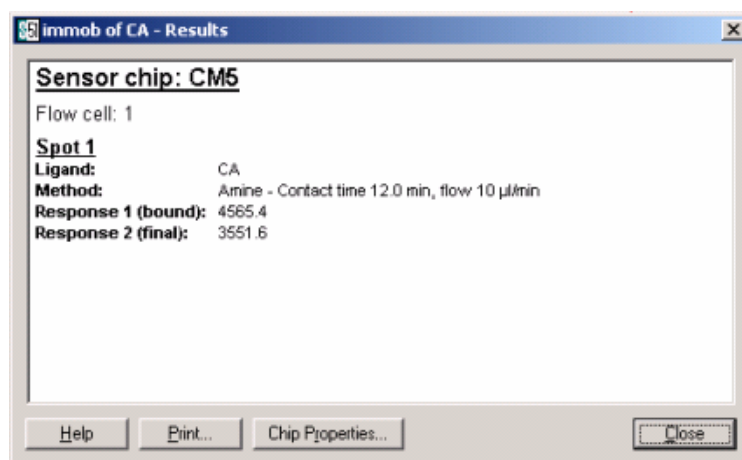 immob of CA - Results
Sensor chip: CM5
Flow cell: 1
Spot 1
Ligand: CA
Method: Amine - Contact time 12.0 min, flow 10 µl/min
Response 1 (bound): 4565.4
Response 2 (final): 3551.6
Help Print... Chip Properties... Close